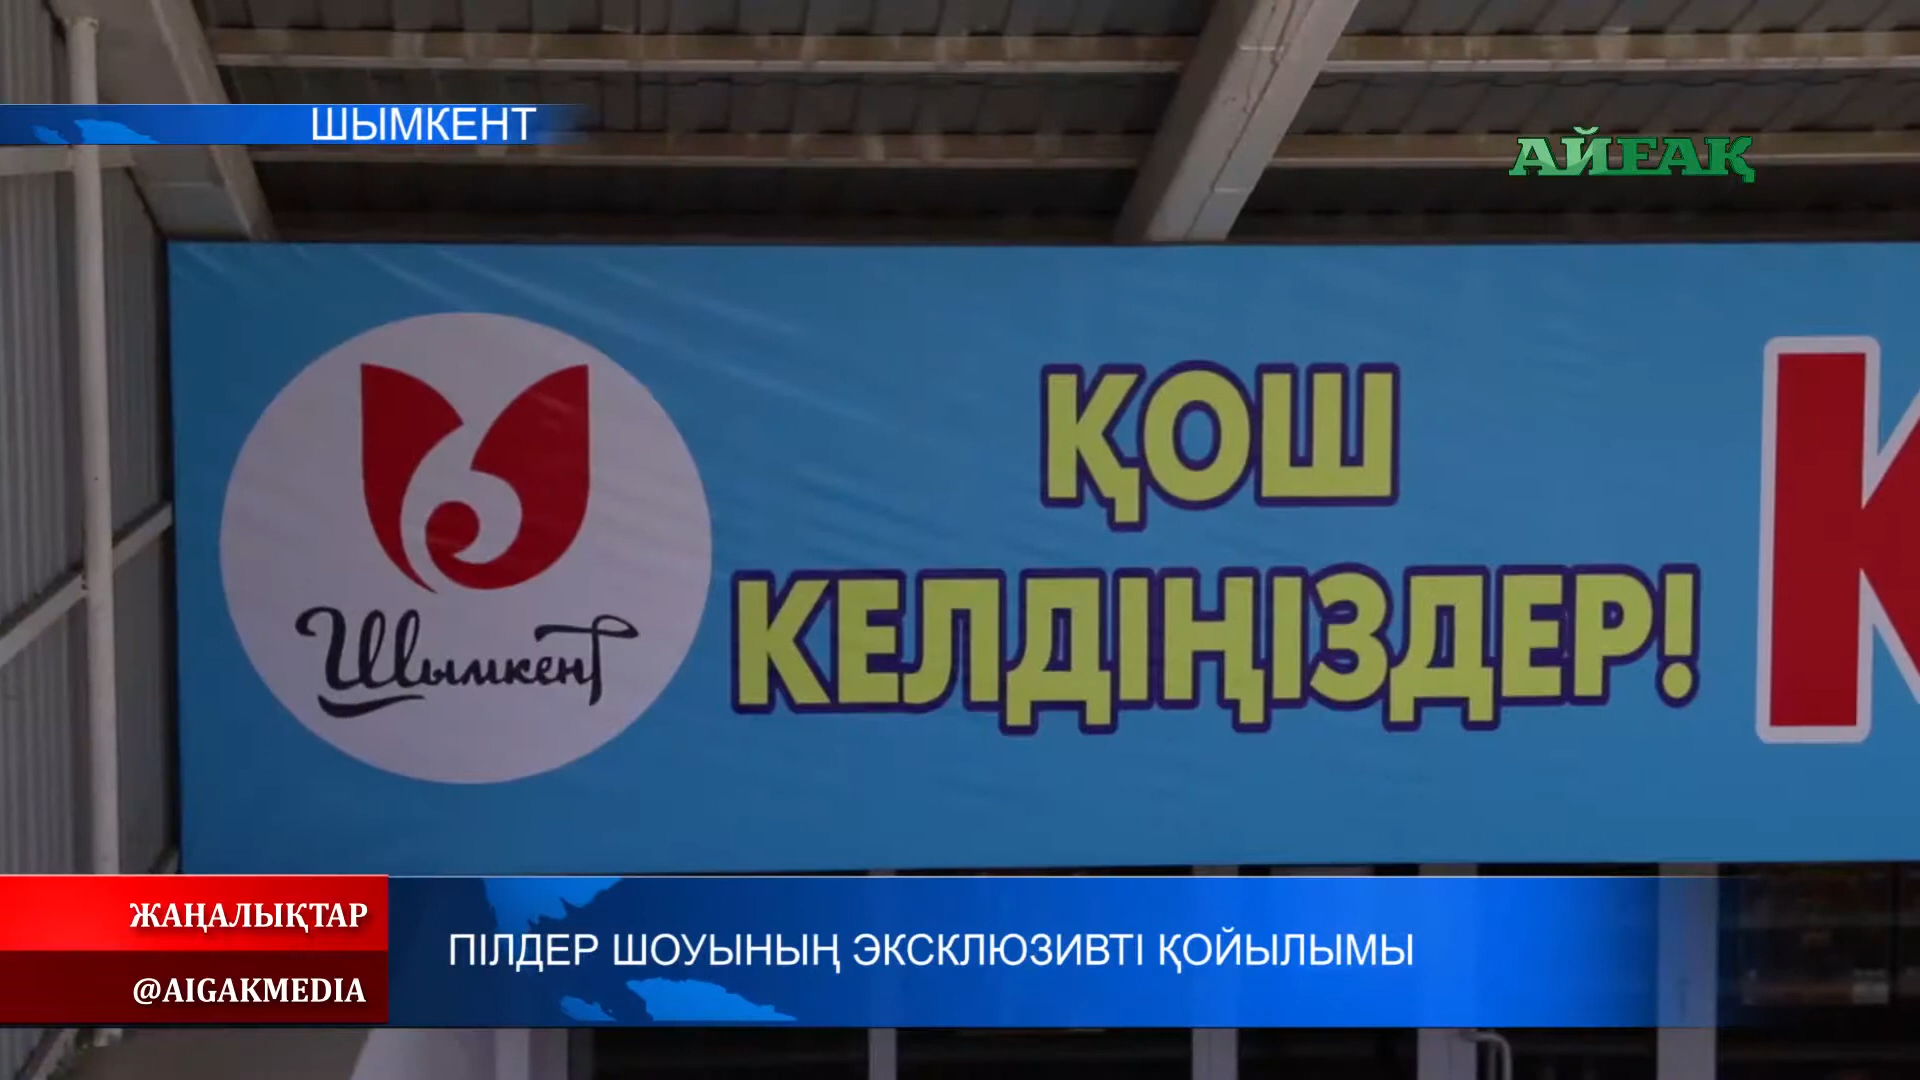 ШЫМКЕНТ
АЙҒАҚ
ҚОШ
КЕЛДІҢІЗДЕР!
Шымкент
ЖАҢАЛЫҚТАР
@AIGAKMEDIA
ПІЛДЕР ШОУЫНЫҢ ЭКСКЛЮЗИВТІ ҚОЙЫЛЫМЫ